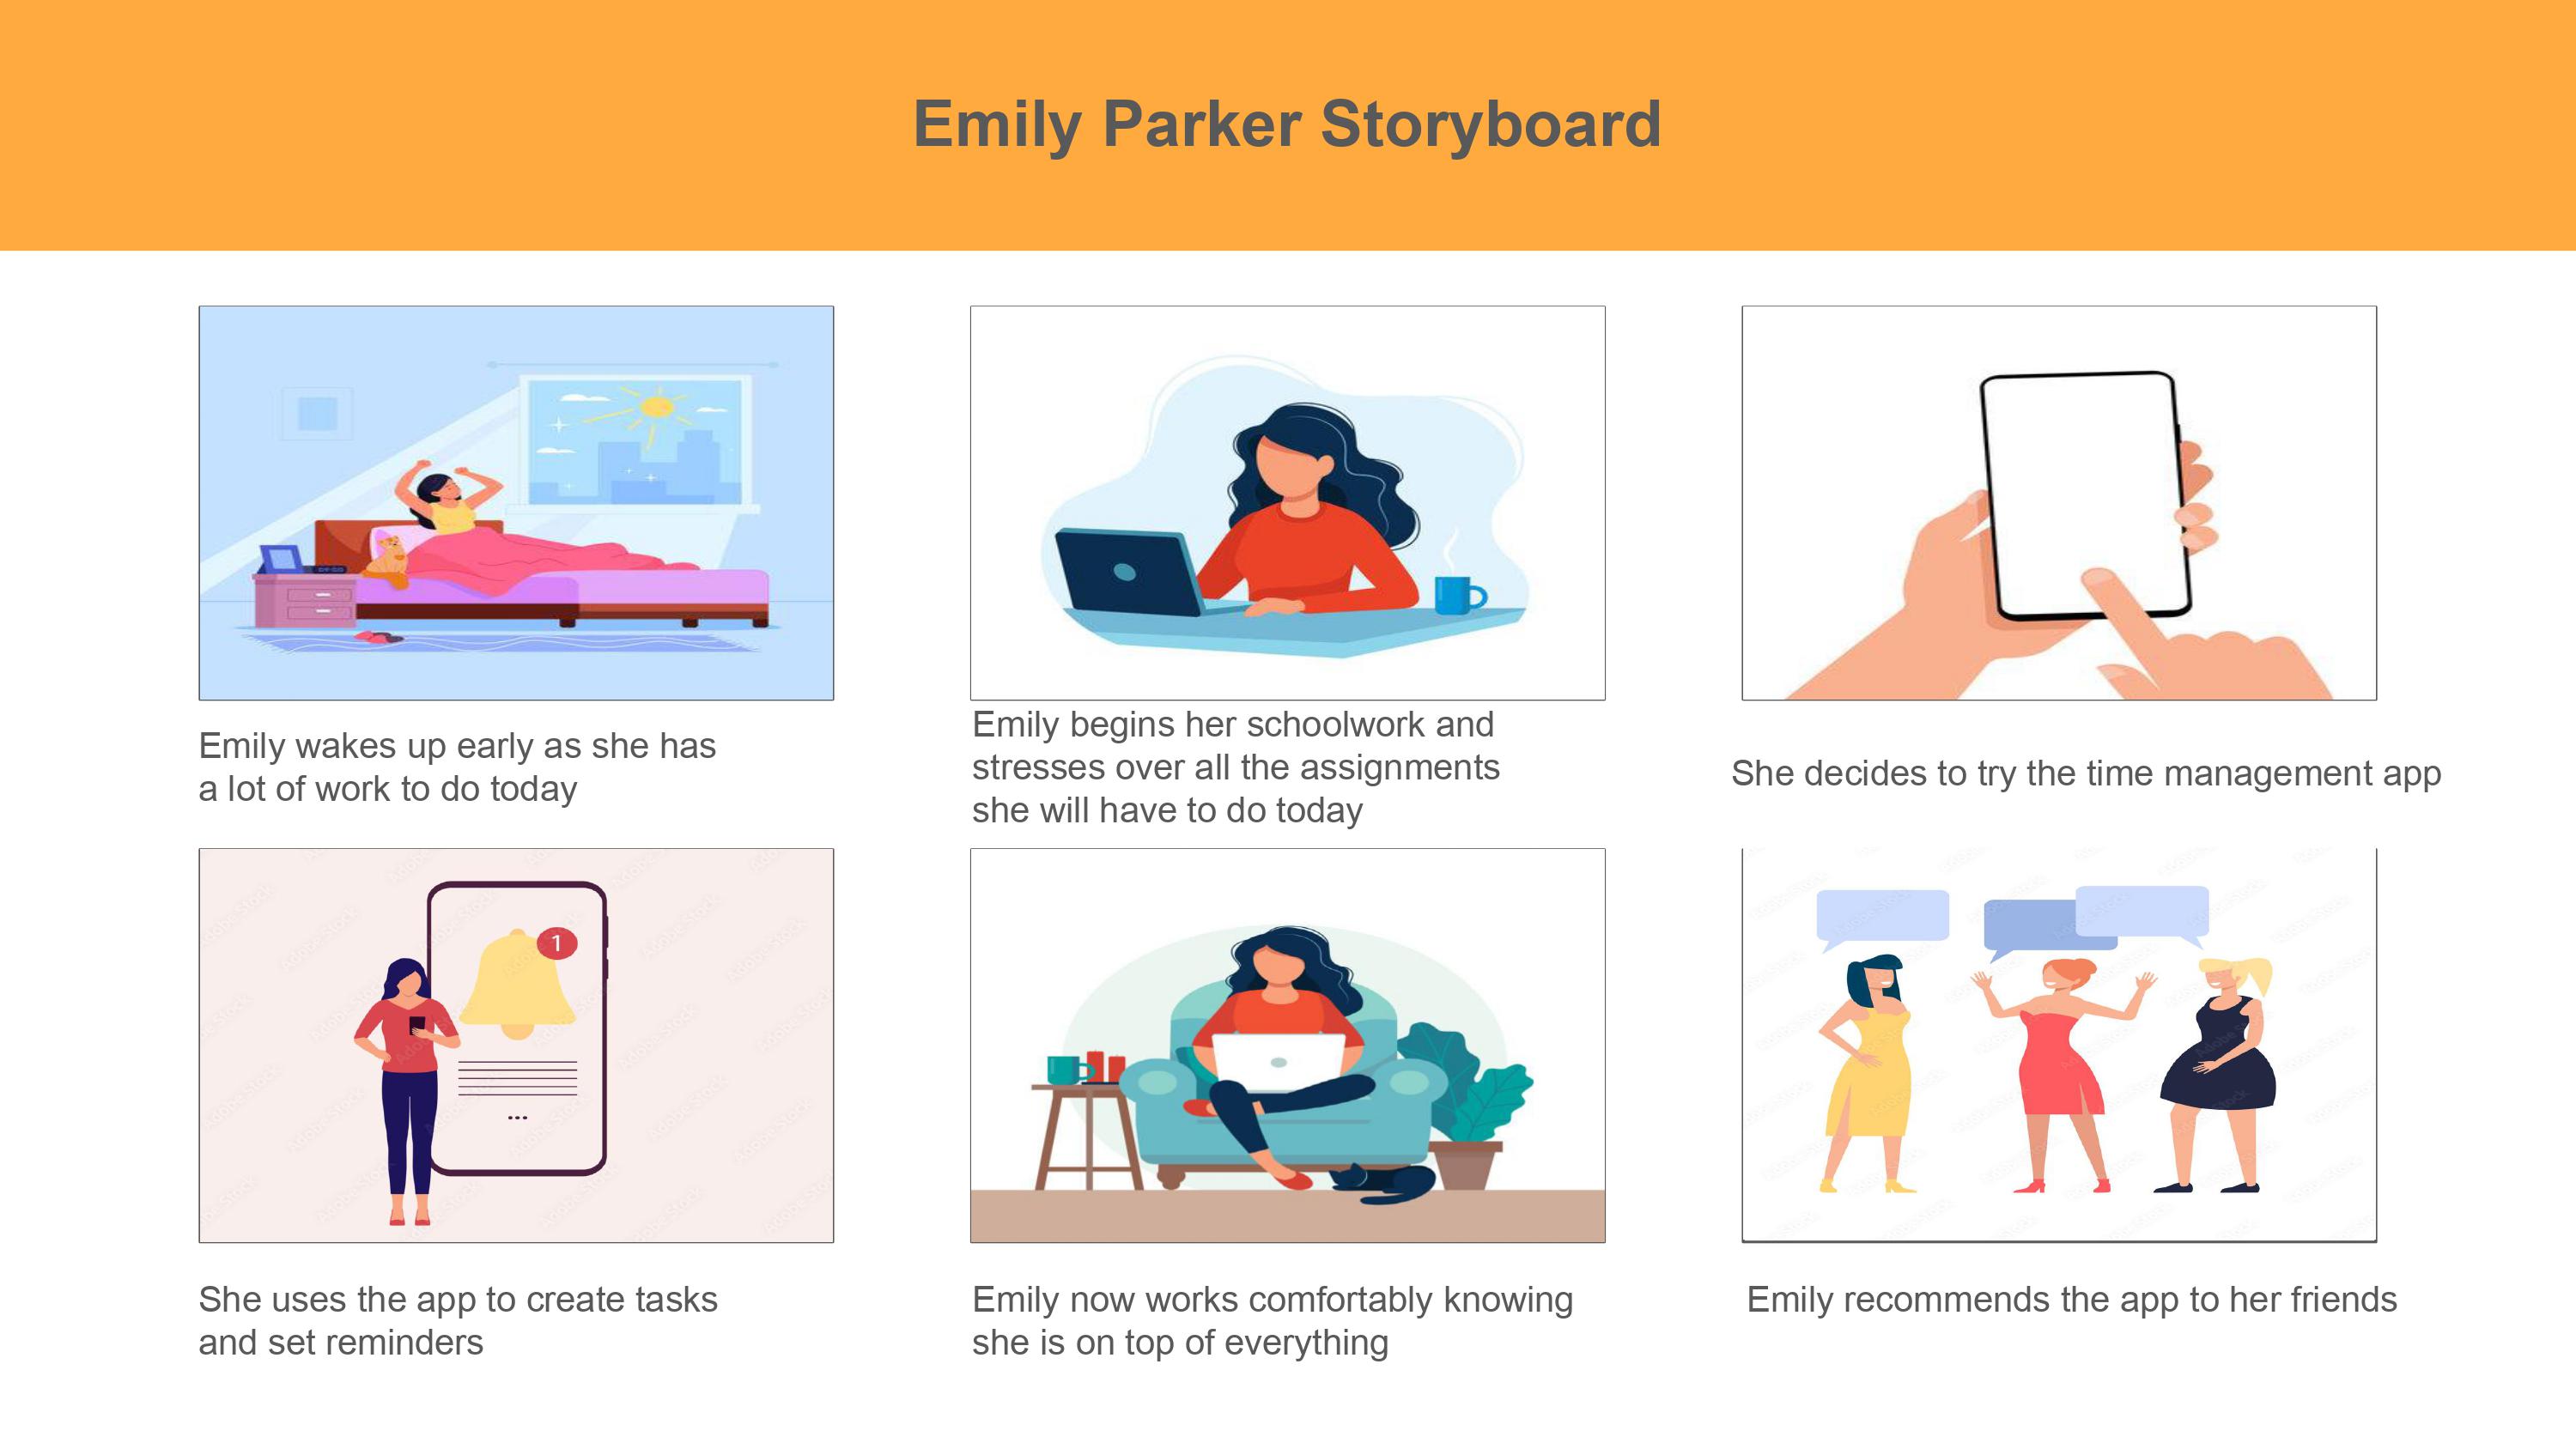 Emily Parker Storyboard
Emily wakes up early as she has
a lot of work to do today
Emily begins her schoolwork and
stresses over all the assignments
she will have to do today
She decides to try the time management app
1
She uses the app to create tasks
and set reminders
Emily now works comfortably knowing
she is on top of everything
Emily recommends the app to her friends